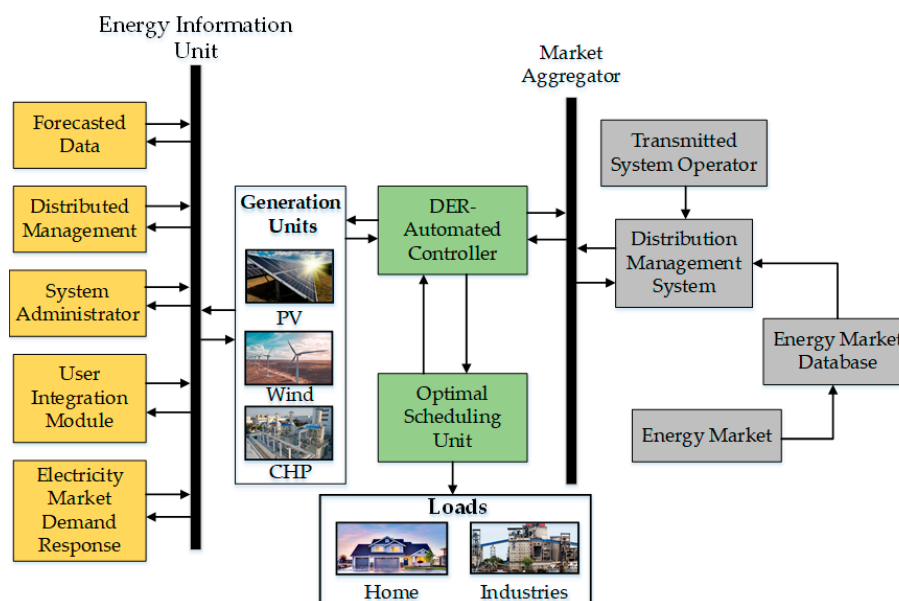 Energy Information
Unit
Market
Aggregator
Forecasted
Data
Distributed
Management
System
Administrator
User
Integration
Module
Electricity
Market
Demand
Response
Generation
Units
PV
Wind
CHP
DER-
Automated
Controller
Optimal
Scheduling
Unit
Loads
Home
Industries
Transmitted
System Operator
Distribution
Management
System
Energy Market
Database
Energy Market